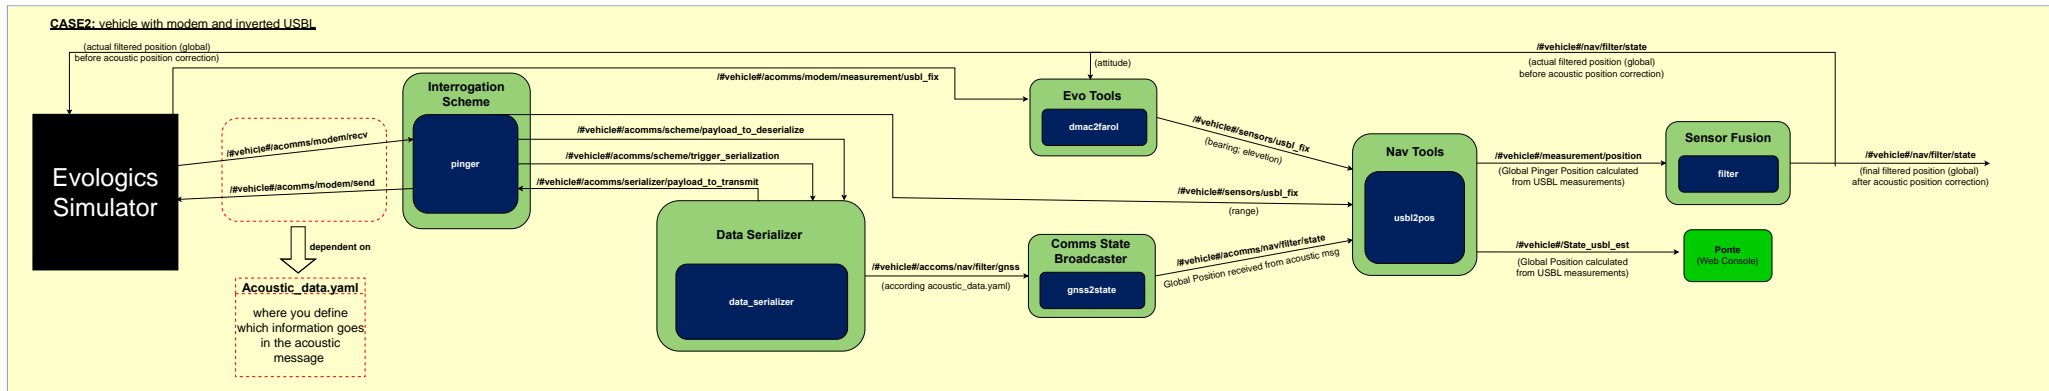 CASE2: vehicle with modem and inverted USBL
(actual filtered position (global)
before acoustic position correction)
/#vehicle#/acomms/modem/measurement/usbl_fix
(attitude)
/#vehicle#/nav/filter/state
(actual filtered position (global)
before acoustic position correction)
Evologics
Simulator
/#vehicle#/acomms/modem/recv
/#vehicle#/acomms/modem/send
dependent on
Acoustic_data.yaml
where you define
which information goes
in the acoustic
message
Interrogation
Scheme
pinger
/#vehicle#/acomms/scheme/payload_to_deserialize
/#vehicle#/acomms/scheme/trigger_serialization
/#vehicle#/acomms/serializer/payload_to_transmit
Data Serializer
data_serializer
/#vehicle#/accoms/nav/filter/gnss
(according acoustic_data.yaml)
Evo Tools
dmac2farol
/#vehicle#/sensors/usbl_fix
(bearing; elevetion)
/#vehicle#/sensors/usbl_fix
(range)
Comms State
Broadcaster
gnss2state
/#vehicle#/acomms/nav/filter/state
Global Position received from acoustic msg
Nav Tools
usbl2pos
/#vehicle#/measurement/position
(Global Pinger Position calculated
from USBL measurements)
/#vehicle#/State_usbl_est
(Global Position calculated
from USBL measurements)
Sensor Fusion
filter
/#vehicle#/nav/filter/state
(final filtered position (global)
after acoustic position correction)
Ponte
(Web Console)